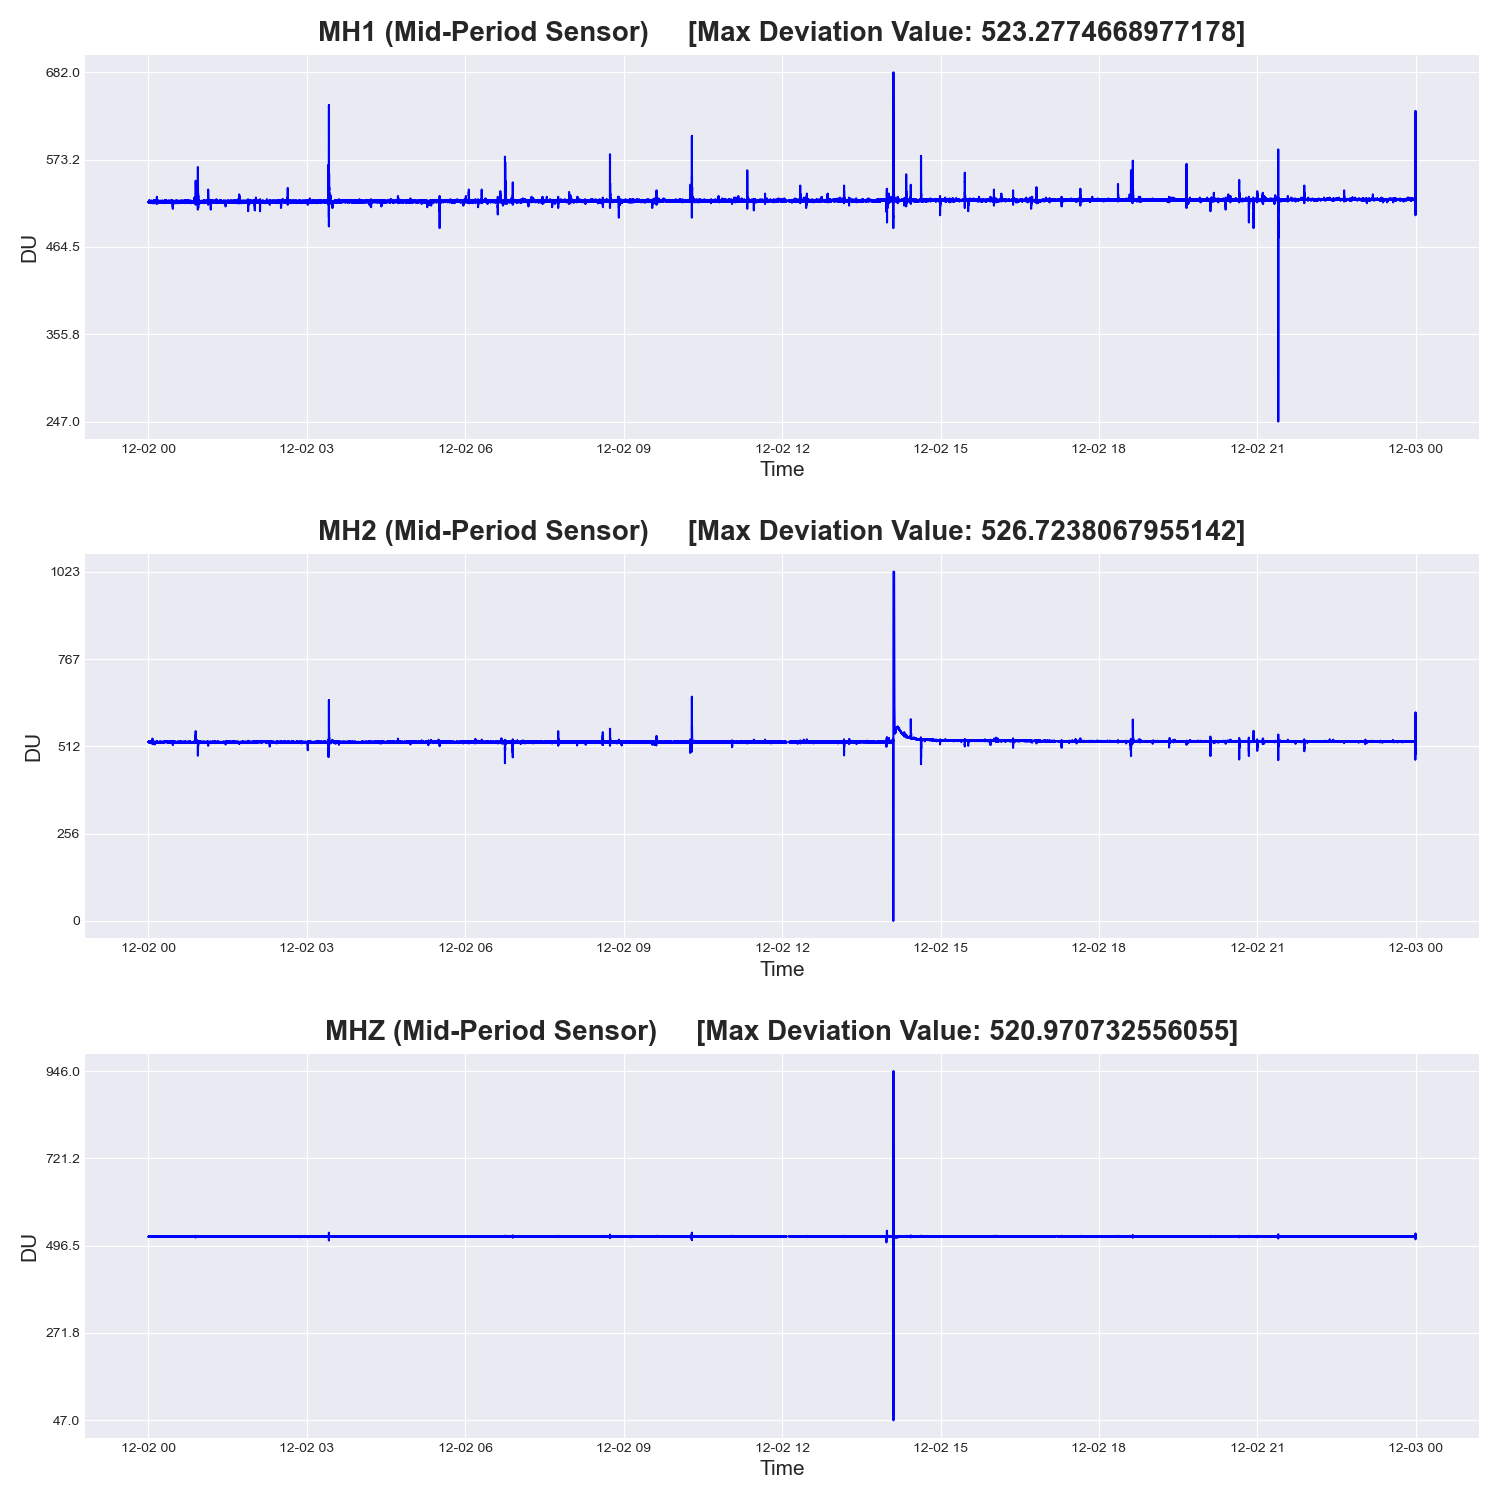 MH1 (Mid-Period Sensor) [Max Deviation Value: 523.2774668977178]
682.0
573.2
464.5
355.8
247.0
DU
12-02 00 12-02 03 12-02 06 12-02 09 12-02 12 12-02 15 12-02 18 12-02 21 12-03 00
Time
MH2 (Mid-Period Sensor) [Max Deviation Value: 526.7238067955142]
1023
767
512
256
0
DU
12-02 00 12-02 03 12-02 06 12-02 09 12-02 12 12-02 15 12-02 18 12-02 21 12-03 00
Time
MHZ (Mid-Period Sensor) [Max Deviation Value: 520.970732556055]
946.0
721.2
496.5
271.8
47.0
DU
12-02 00 12-02 03 12-02 06 12-02 09 12-02 12 12-02 15 12-02 18 12-02 21 12-03 00
Time